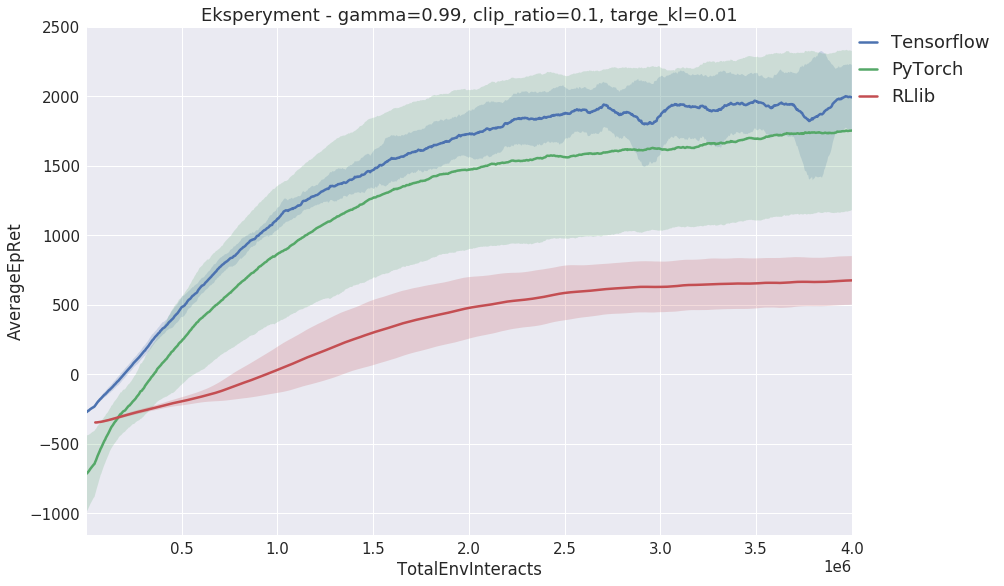 Eksperyment - gamma=0.99, clip_ratio=0.1, targe_kl=0.01
2500
2000
1500
1000
500
0
−500
−1000
AverageEpRet
0.5 1.0 1.5 2.0 2.5 3.0 3.5 4.0
1e6
TotalEnvInteracts
Tensorflow
PyTorch
RLlib